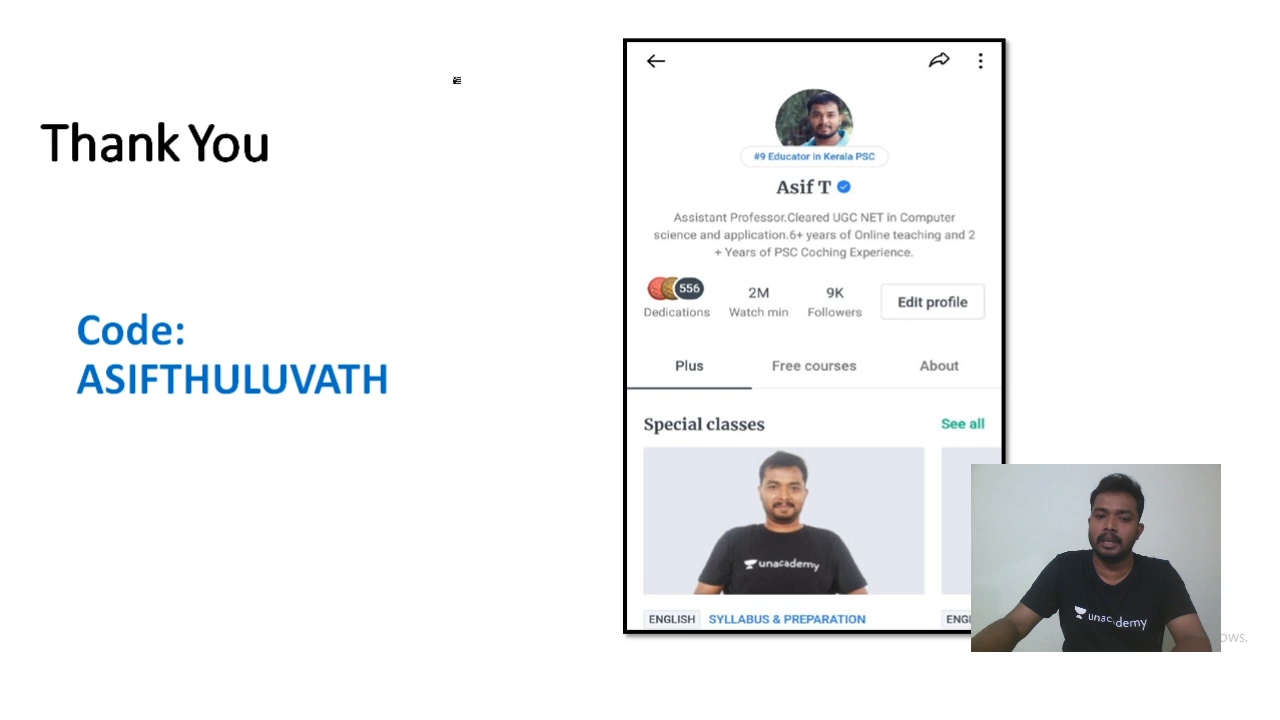 Thank You
Code:
ASIFTHULUVATH
#9 Educator in Kerala PSC
Asif T
Assistant Professor.Cleared UGC NET in Computer
science and application.6+ years of Online teaching and 2
+ Years of PSC Coching Experience.
556
2M
9K
Edit profile
Dedications
Watch min
Followers
Plus
Free courses
About
Special classes
See all
unacademy
ENGLISH
SYLLABUS & PREPARATION
unacademy